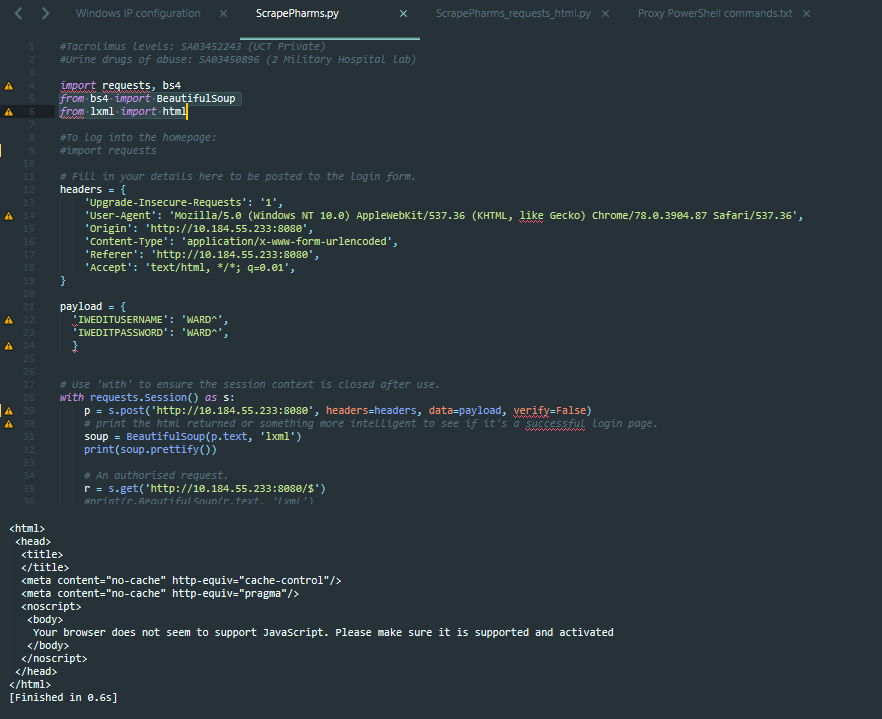 Windows IP configuration × ScrapePharms.py × ScrapePharms_requests_html.py × Proxy PowerShell commands.txt ×
1 #Tacrolimus levels: SA03452243 (UCT Private)
2 #Urine drugs of abuse: SA03450896 (2 Military Hospital Lab)
3
4 import requests, bs4
5 from bs4 import BeautifulSoup
6 from lxml import html
7
8 #To log into the homepage:
9 #import requests
10
11 # Fill in your details here to be posted to the login form.
12 headers = {
13 'Upgrade-Insecure-Requests': '1',
14 'User-Agent': 'Mozilla/5.0 (Windows NT 10.0) AppleWebKit/537.36 (KHTML, like Gecko) Chrome/78.0.3904.87 Safari/537.36',
15 'Origin': 'http://10.184.55.233:8080',
16 'Content-Type': 'application/x-www-form-urlencoded',
17 'Referer': 'http://10.184.55.233:8080',
18 'Accept': 'text/html, */*; q=0.01',
19 }
20
21 payload = {
22 'IWEDITUSERNAME': 'WARD^',
23 'IWEDITPASSWORD': 'WARD^',
24 }
25
26
27 # Use 'with' to ensure the session context is closed after use.
28 with requests.Session() as s:
29 p = s.post('http://10.184.55.233:8080', headers=headers, data=payload, verify=False)
30 # print the html returned or something more intelligent to see if it's a successful login page.
31 soup = BeautifulSoup(p.text, 'lxml')
32 print(soup.prettify())
33
34 # An authorised request.
35 r = s.get('http://10.184.55.233:8080/$')
36 #print(r.BeautifulSoup(r.text, 'lxml')
<html>
<head>
<title>
</title>
<meta content="no-cache" http-equiv="cache-control"/>
<meta content="no-cache" http-equiv="pragma"/>
<noscript>
<body>
Your browser does not seem to support JavaScript. Please make sure it is supported and activated
</body>
</noscript>
</head>
</html>
[Finished in 0.6s]